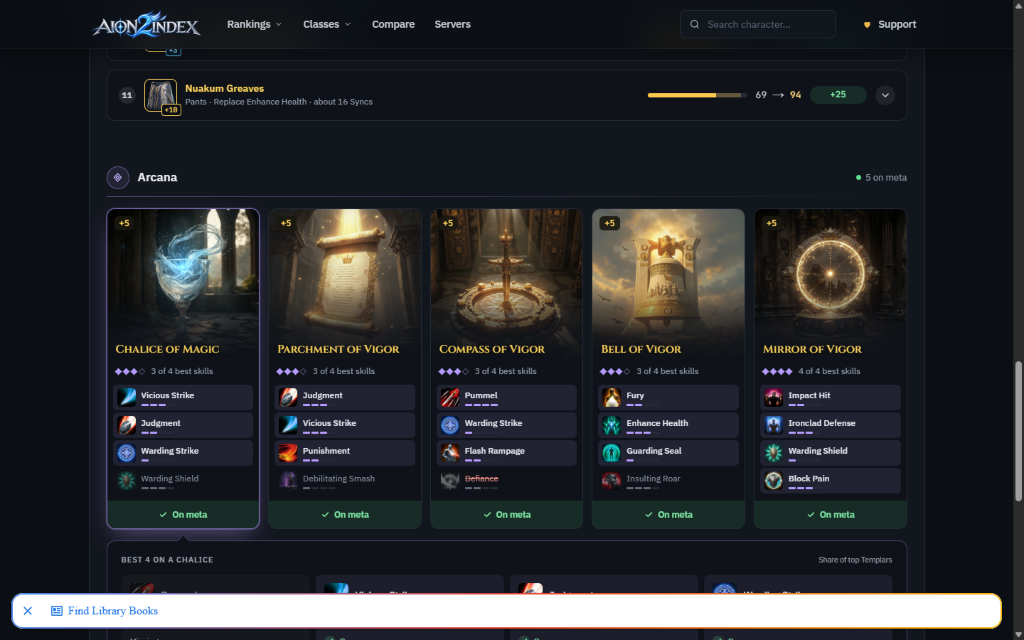 AION2INDEX
Rankings
Classes
Compare
Servers
Search character...
Support
+3
11
+10
Nuakum Greaves
Pants · Replace Enhance Health · about 16 Syncs
69 → 94
+25
Arcana
5 on meta
+5
CHALICE OF MAGIC
3 of 4 best skills
Vicious Strike
Judgment
Warding Strike
Warding Shield
On meta
+5
PARCHMENT OF VIGOR
3 of 4 best skills
Judgment
Vicious Strike
Punishment
Debilitating Smash
On meta
+5
COMPASS OF VIGOR
3 of 4 best skills
Pummel
Warding Strike
Flash Rampage
Defiance
On meta
+5
BELL OF VIGOR
3 of 4 best skills
Fury
Enhance Health
Guarding Seal
Insulting Roar
On meta
+5
MIRROR OF VIGOR
4 of 4 best skills
Impact Hit
Ironclad Defense
Warding Shield
Block Pain
On meta
BEST 4 ON A CHALICE
Share of top Templars
Find Library Books